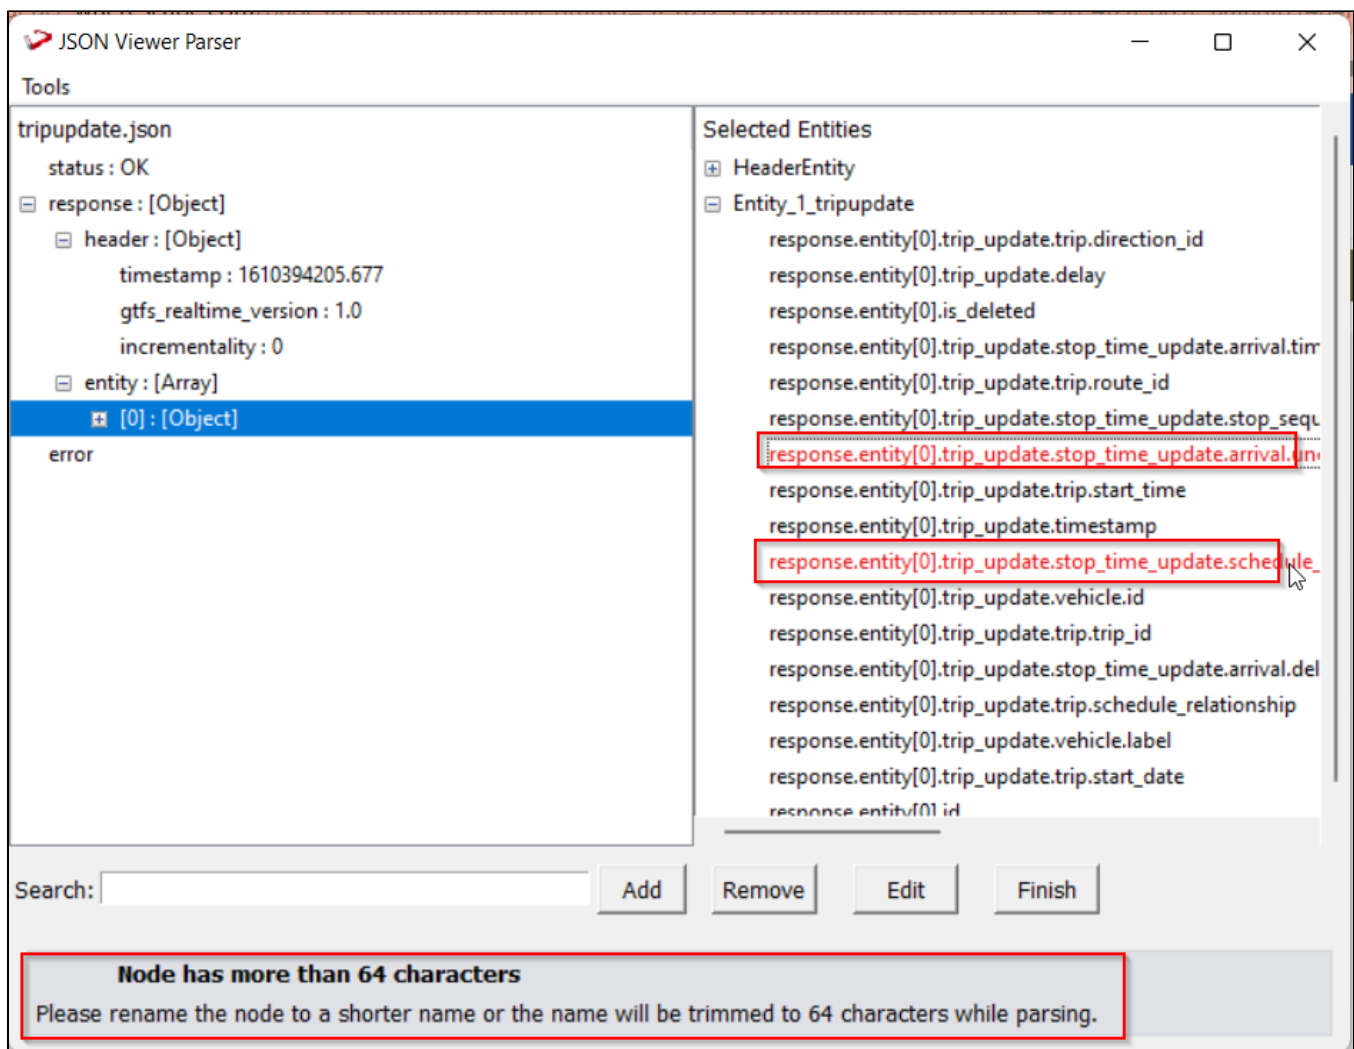 JSON Viewer Parser
Tools
tripupdate.json
status : OK
response : [Object]
header : [Object]
timestamp : 1610394205.677
gtfs_realtime_version : 1.0
incrementality : 0
entity : [Array]
[0] : [Object]
error
Selected Entities
HeaderEntity
Entity_1_tripupdate
response.entity[0].trip_update.trip.direction_id
response.entity[0].trip_update.delay
response.entity[0].is_deleted
response.entity[0].trip_update.stop_time_update.arrival.tim
response.entity[0].trip_update.trip.route_id
response.entity[0].trip_update.stop_time_update.stop_sequ
response.entity[0].trip_update.stop_time_update.arrival.unc
response.entity[0].trip_update.trip.start_time
response.entity[0].trip_update.timestamp
response.entity[0].trip_update.stop_time_update.schedule_
response.entity[0].trip_update.vehicle.id
response.entity[0].trip_update.trip.trip_id
response.entity[0].trip_update.stop_time_update.arrival.del
response.entity[0].trip_update.trip.schedule_relationship
response.entity[0].trip_update.vehicle.label
response.entity[0].trip_update.trip.start_date
response.entity[0].id
Search:
Add
Remove
Edit
Finish
Node has more than 64 characters
Please rename the node to a shorter name or the name will be trimmed to 64 characters while parsing.